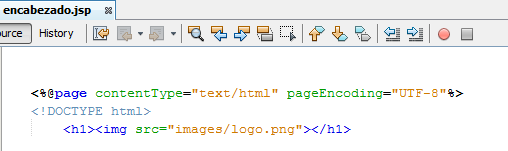 encabezado.jsp
ource History
<%@page contentType="text/html" pageEncoding="UTF-8"%>
<!DOCTYPE html>
<h1><img src="images/logo.png"></h1>